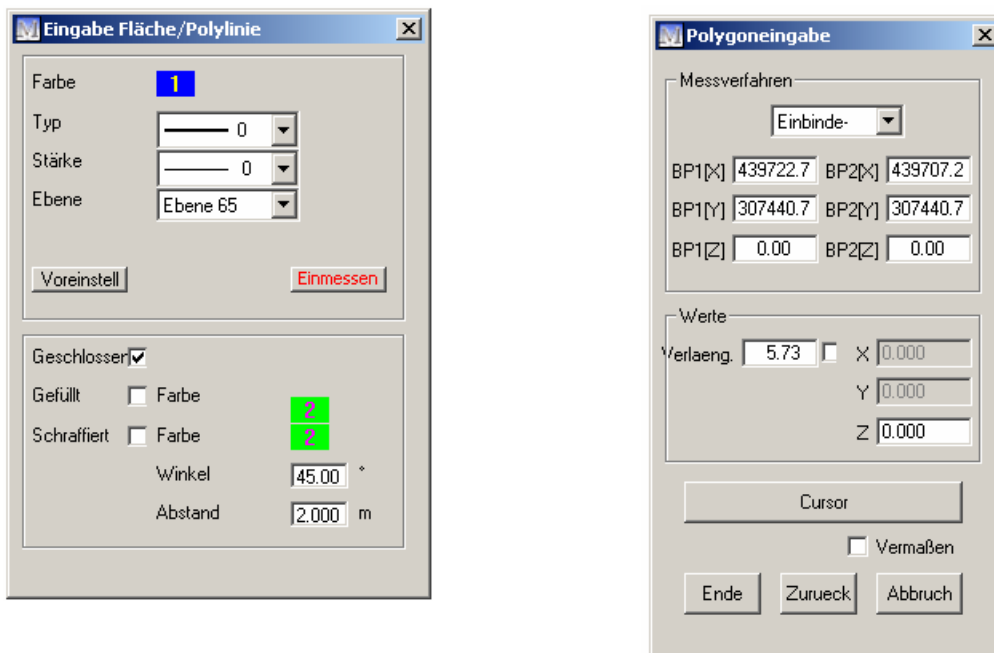 Eingabe Fläche/Polylinie
Farbe 1
Typ 0
Stärke 0
Ebene Ebene 65
Voreinstell Einmessen
Geschlossen
Gefüllt Farbe 2
Schraffiert Farbe 2
Winkel 45.00 °
Abstand 2.000 m
Polygoneingabe
Messverfahren
Einbinde-
BP1[X] 439722.7 BP2[X] 439707.2
BP1[Y] 307440.7 BP2[Y] 307440.7
BP1[Z] 0.00 BP2[Z] 0.00
Werte
Verlaeng. 5.73 X 0.000
Y 0.000
Z 0.000
Cursor
Vermaßen
Ende Zurueck Abbruch